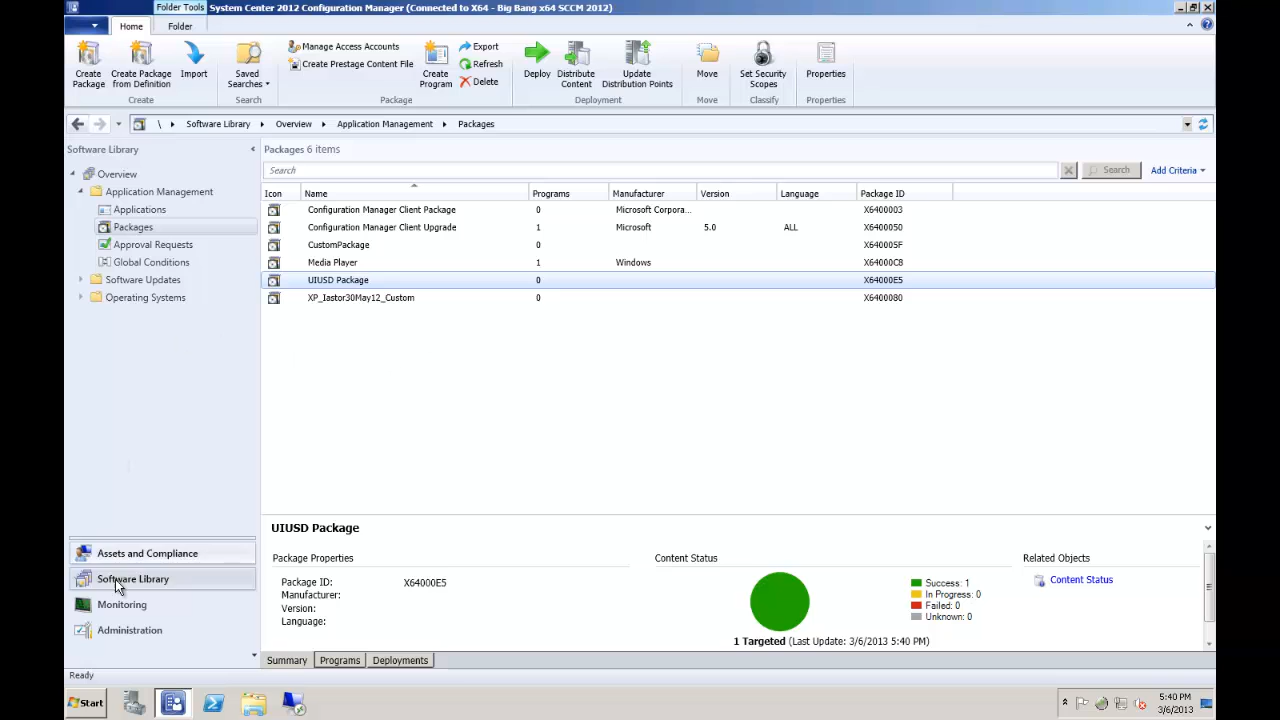 Folder Tools System Center 2012 Configuration Manager (Connected to X64 - Big Bang x64 SCCM 2012)
Home Folder
Create Package
Create Package from Definition
Import
Create
Saved Searches
Search
Manage Access Accounts
Create Prestage Content File
Create Program
Export
Refresh
Delete
Package
Deploy
Distribute Content
Update Distribution Points
Deployment
Move
Move
Set Security Scopes
Classify
Properties
Properties
\ Software Library Overview Application Management Packages
Software Library
Overview
Application Management
Applications
Packages
Approval Requests
Global Conditions
Software Updates
Operating Systems
Assets and Compliance
Software Library
Monitoring
Administration
Packages 6 items
Search Search Add Criteria
Icon Name Programs Manufacturer Version Language Package ID
Configuration Manager Client Package 0 Microsoft Corpora... X6400003
Configuration Manager Client Upgrade 1 Microsoft 5.0 ALL X6400050
CustomPackage 0 X640005F
Media Player 1 Windows X64000C8
UIUSD Package 0 X64000E5
XP_Iastor30May12_Custom 0 X6400080
UIUSD Package
Package Properties
Package ID: X64000E5
Manufacturer:
Version:
Language:
Content Status
Success: 1
In Progress: 0
Failed: 0
Unknown: 0
1 Targeted (Last Update: 3/6/2013 5:40 PM)
Related Objects
Content Status
Summary Programs Deployments
Ready
Start
5:40 PM
3/6/2013